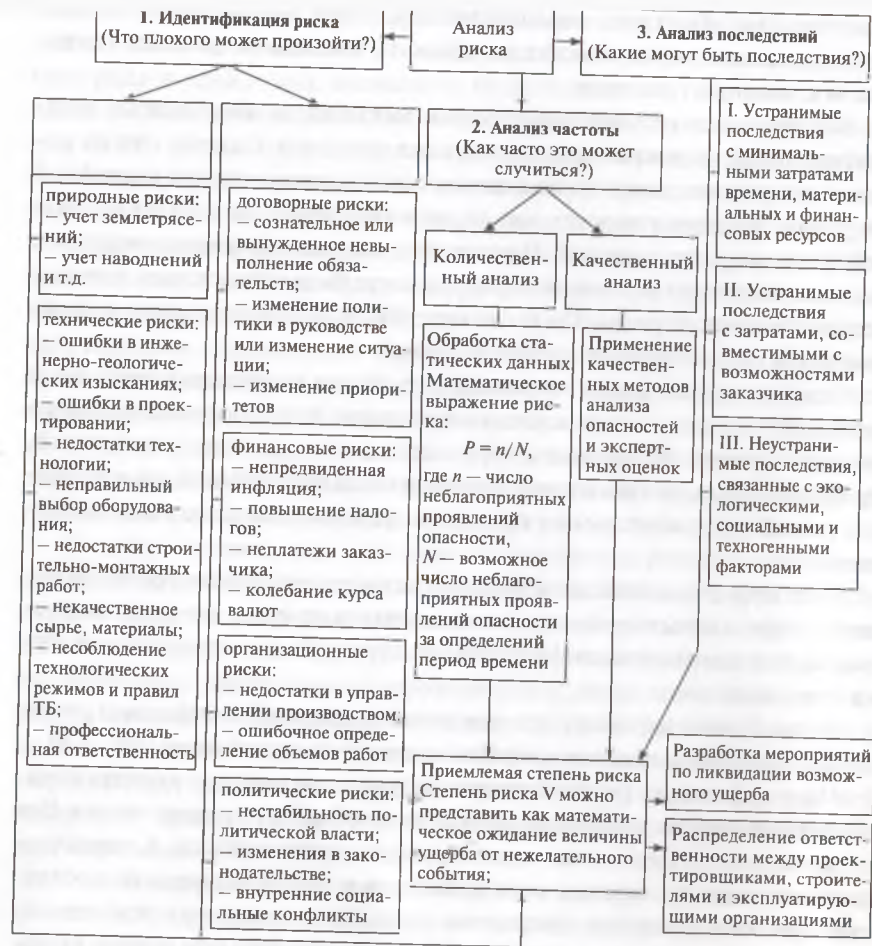 1. Идентификация риска
(Что плохого может произойти?)
Анализ
риска
3. Анализ последствий
(Какие могут быть последствия?)
2. Анализ частоты
(Как часто это может
случиться?)
природные риски:
– учет землетрясе-
ний;
– учет наводнений
и т.д.
технические риски:
– ошибки в инже-
нерно-геологиче-
ских изысканиях;
– ошибки в проек-
тировании;
– недостатки тех-
нологии;
– неправильный
выбор оборудова-
ния;
– недостатки строи-
тельно-монтажных
работ;
– некачественное
сырье, материалы;
– несоблюдение
технологических
режимов и правил
ТБ;
– профессиональ-
ная ответственность
договорные риски:
– сознательное или
вынужденное невы-
полнение обяза-
тельств;
– изменение поли-
тики в руководстве
или изменение ситуа-
ции;
– изменение приори-
тетов
финансовые риски:
– непредвиденная
инфляция;
– повышение нало-
гов;
– неплатежи заказ-
чика;
– колебание курса
валют
организационные
риски:
– недостатки в управ-
лении производством;
– ошибочное опреде-
ление объемов работ
политические риски:
– нестабильность по-
литической власти;
– изменения в зако-
нодательстве;
– внутренние социа-
льные конфликты
Количествен-
ный анализ
Качественный
анализ
Обработка ста-
тических данных.
Математическое
выражение рис-
ка:
P = n/N,
где n – число
неблагоприятных
проявлений
опасности,
N – возможное
число неблаго-
приятных прояв-
лений опасности
за определений
период времени
Применение
качествен-
ных методов
анализа
опасностей
и эксперт-
ных оценок
I. Устранимые
последствия
с минималь-
ными затратами
времени, матери-
альных и финан-
совых ресурсов
II. Устранимые
последствия
с затратами, со-
вместимыми с
возможностями
заказчика
III. Неустрани-
мые последствия,
связанные с эко-
логическими,
социальными и
техногенными
факторами
Приемлемая степень риска
Степень риска V можно
представить как математи-
ческое ожидание величины
ущерба от нежелательного
события;
Разработка мероприятий
по ликвидации возмож-
ного ущерба
Распределение ответст-
венности между проек-
тировщиками, строите-
лями и эксплуатирую-
щими организациями